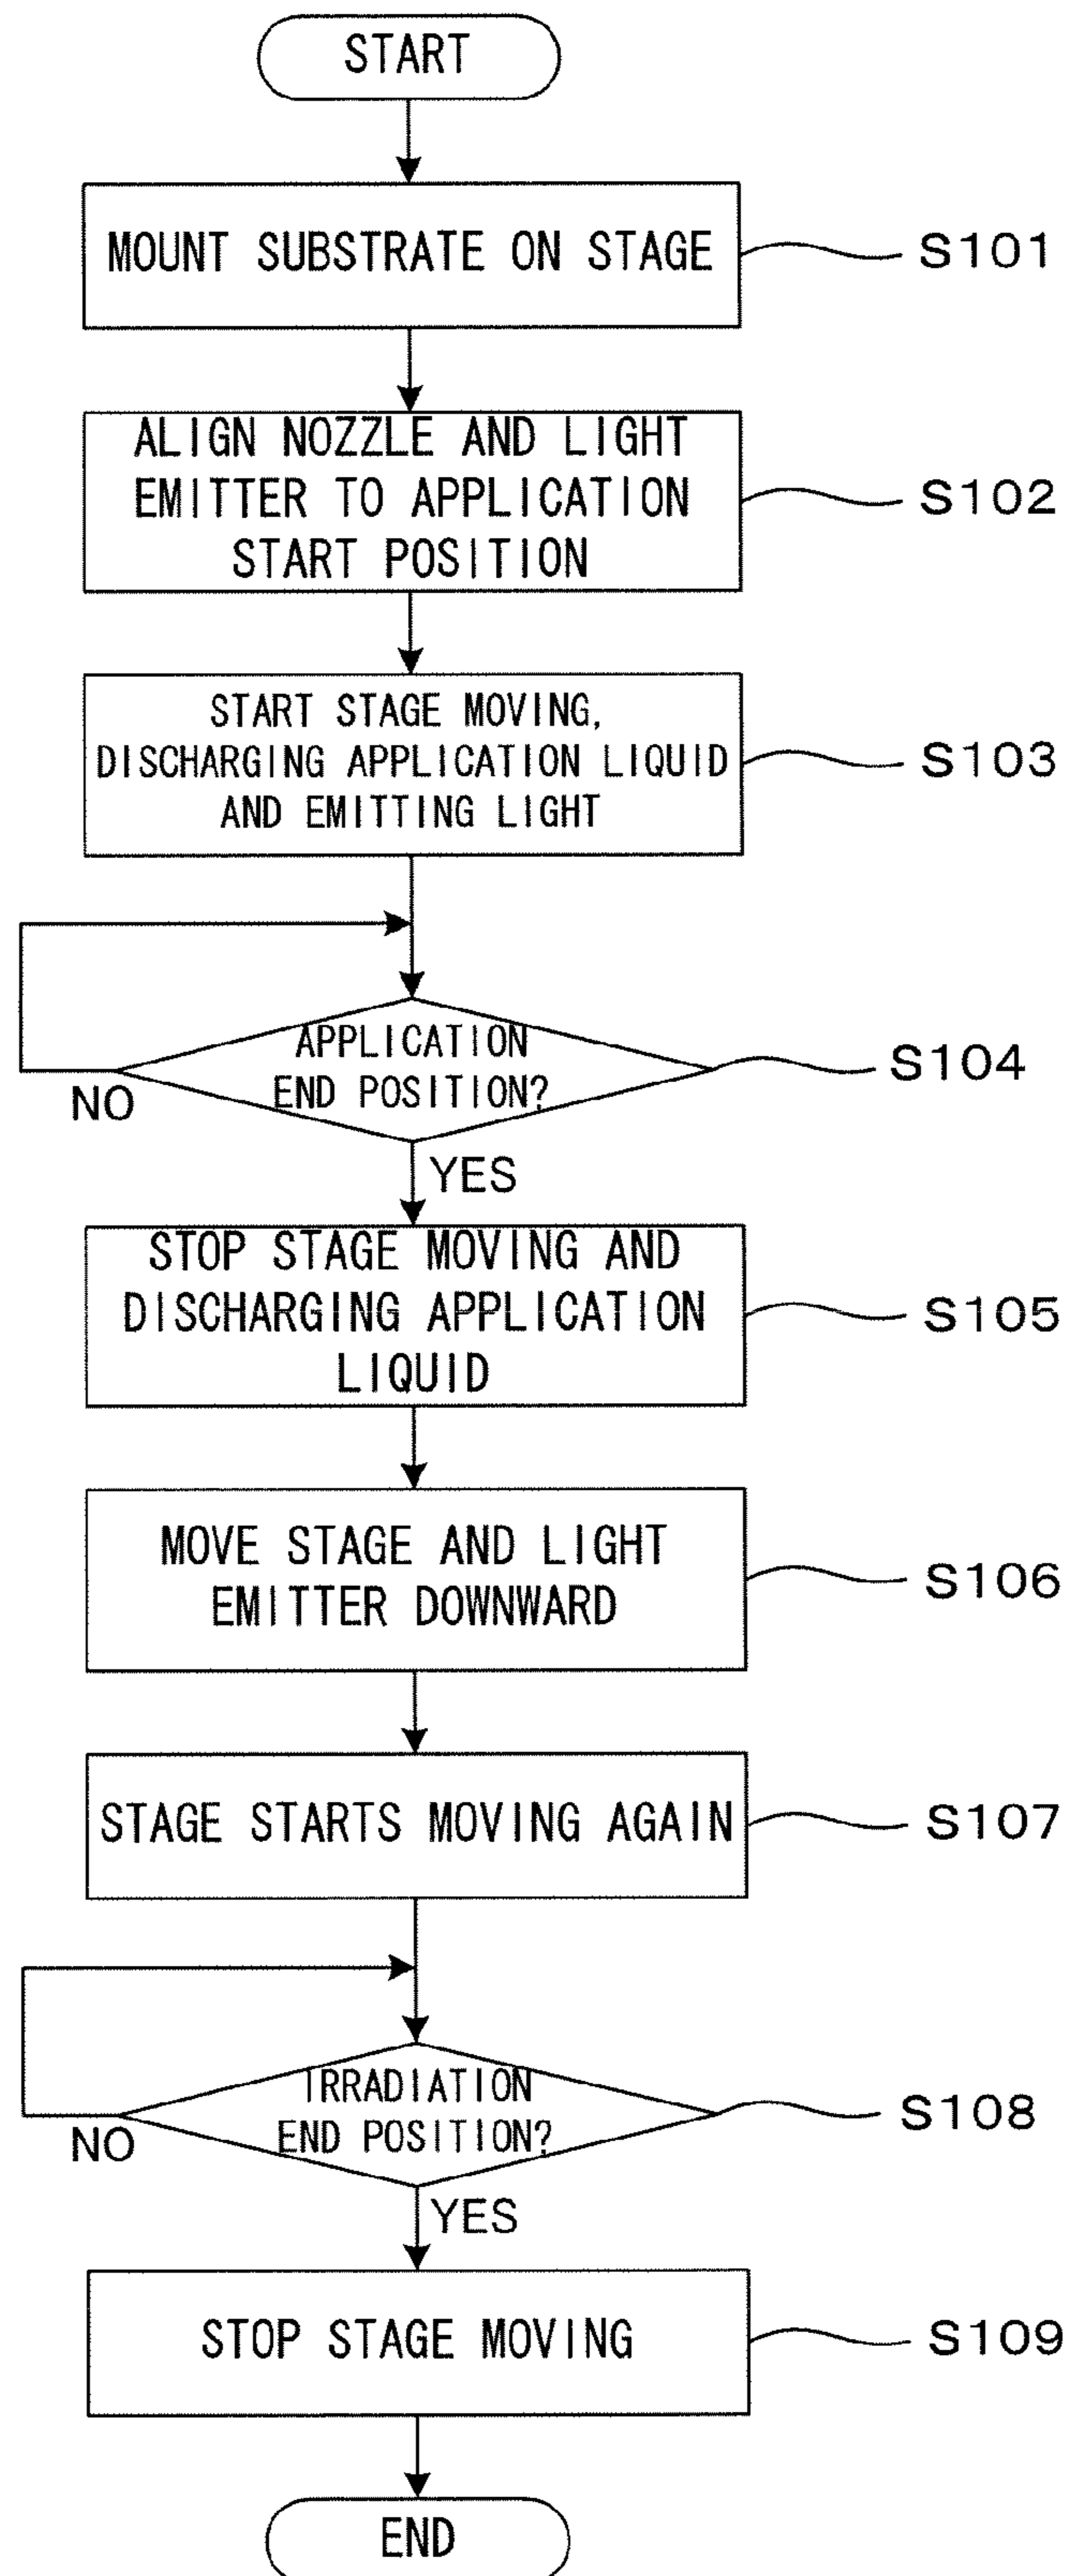 START
MOUNT SUBSTRATE ON STAGE
S101
ALIGN NOZZLE AND LIGHT
EMITTER TO APPLICATION
START POSITION
S102
START STAGE MOVING,
DISCHARGING APPLICATION LIQUID
AND EMITTING LIGHT
S103
APPLICATION
END POSITION?
S104
NO
YES
STOP STAGE MOVING AND
DISCHARGING APPLICATION
LIQUID
S105
MOVE STAGE AND LIGHT
EMITTER DOWNWARD
S106
STAGE STARTS MOVING AGAIN
S107
IRRADIATION
END POSITION?
S108
NO
YES
STOP STAGE MOVING
S109
END